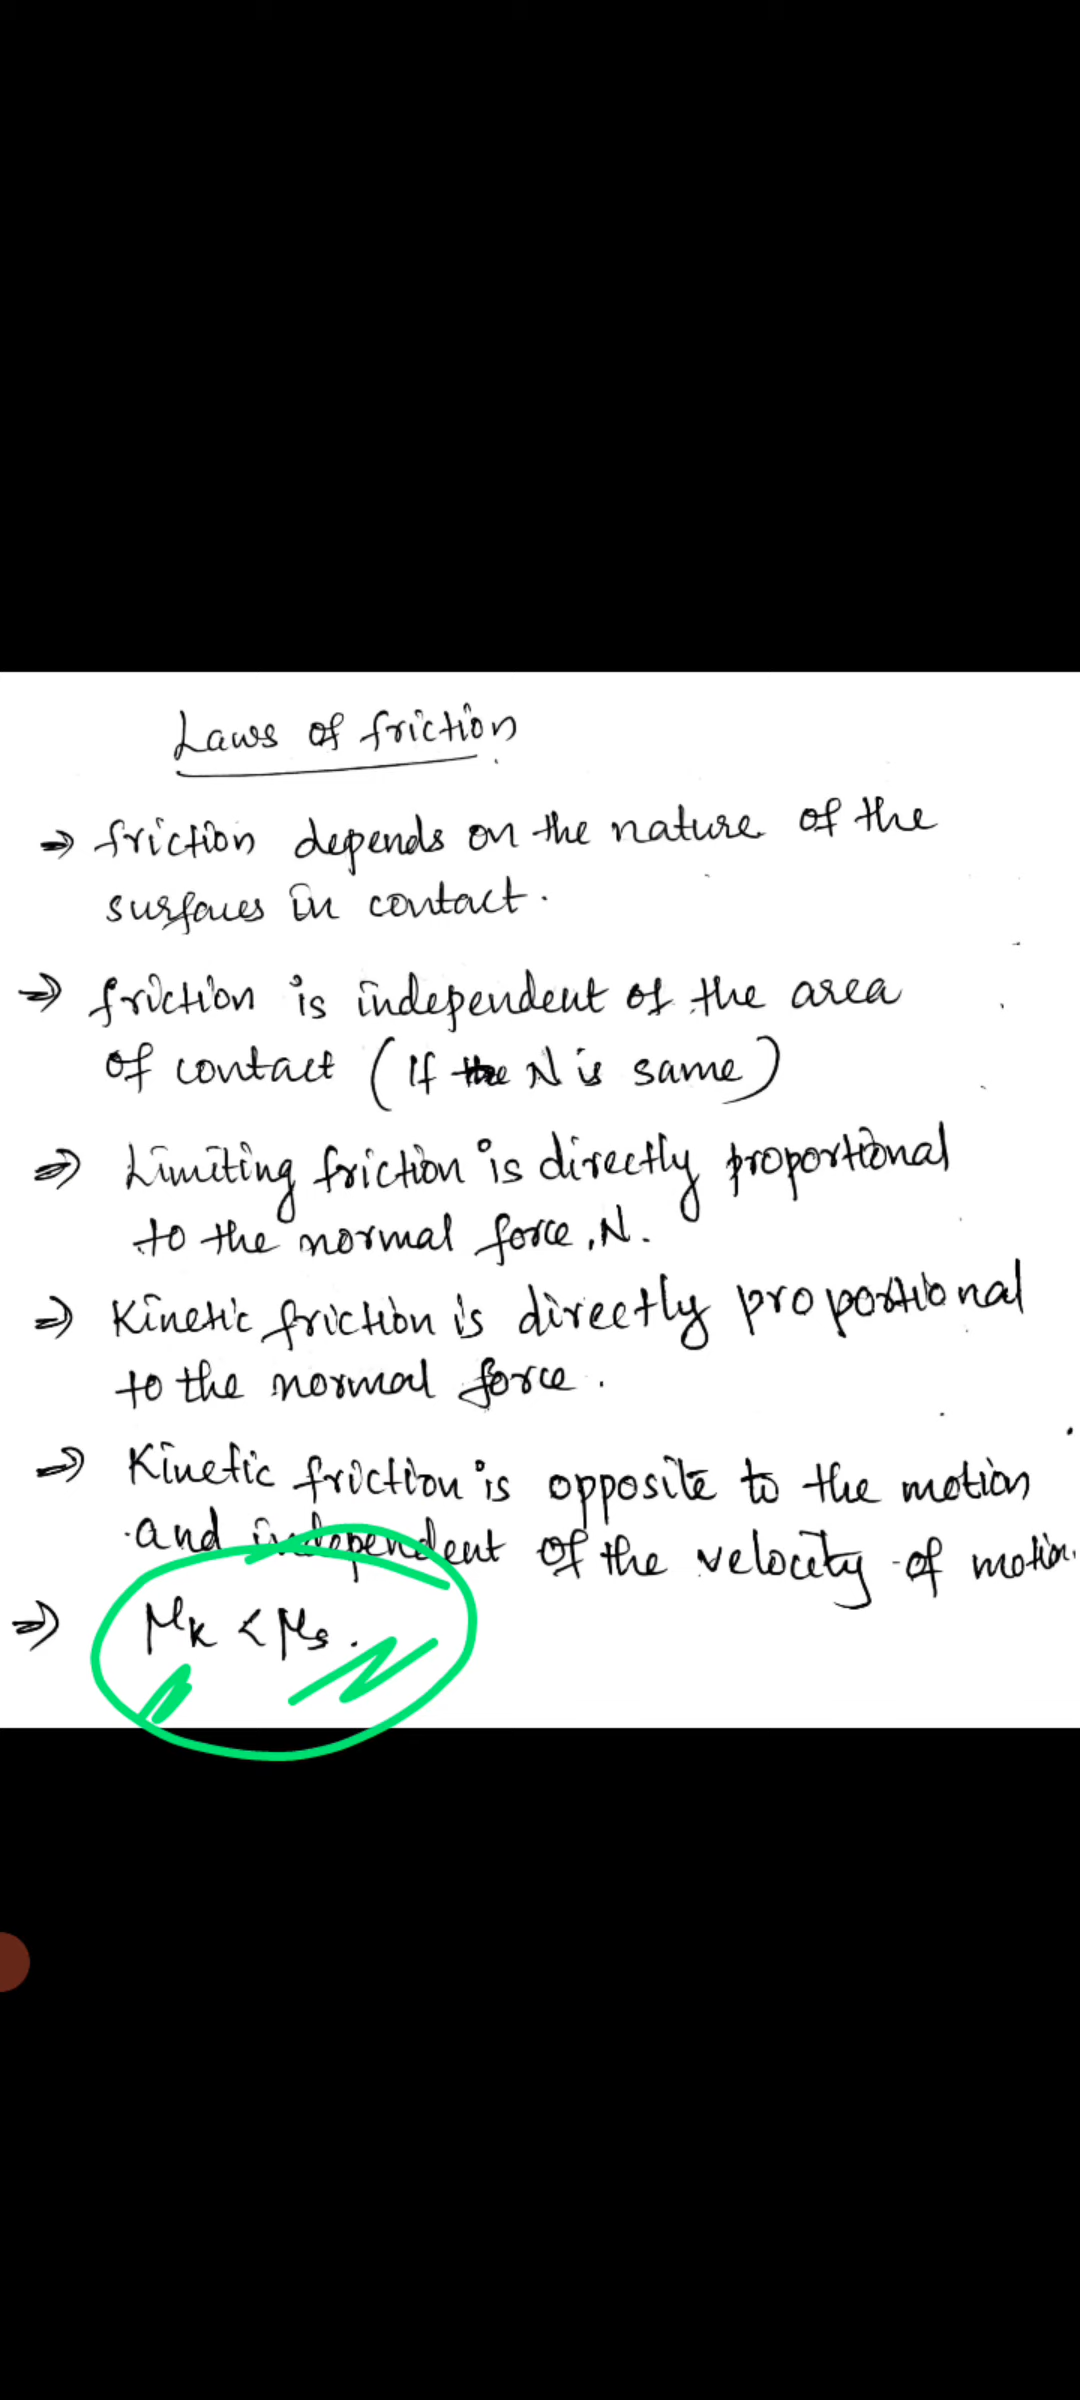 Laws of friction
⇒ friction depends on the nature of the
surfaces in contact.
⇒ friction is independent of the area
of contact (If the N is same)
⇒ Limiting friction is directly proportional
to the normal force, N.
⇒ Kinetic friction is directly proportional
to the normal force.
⇒ Kinetic friction is opposite to the motion
and independent of the velocity of motion.
⇒ μk < μs.